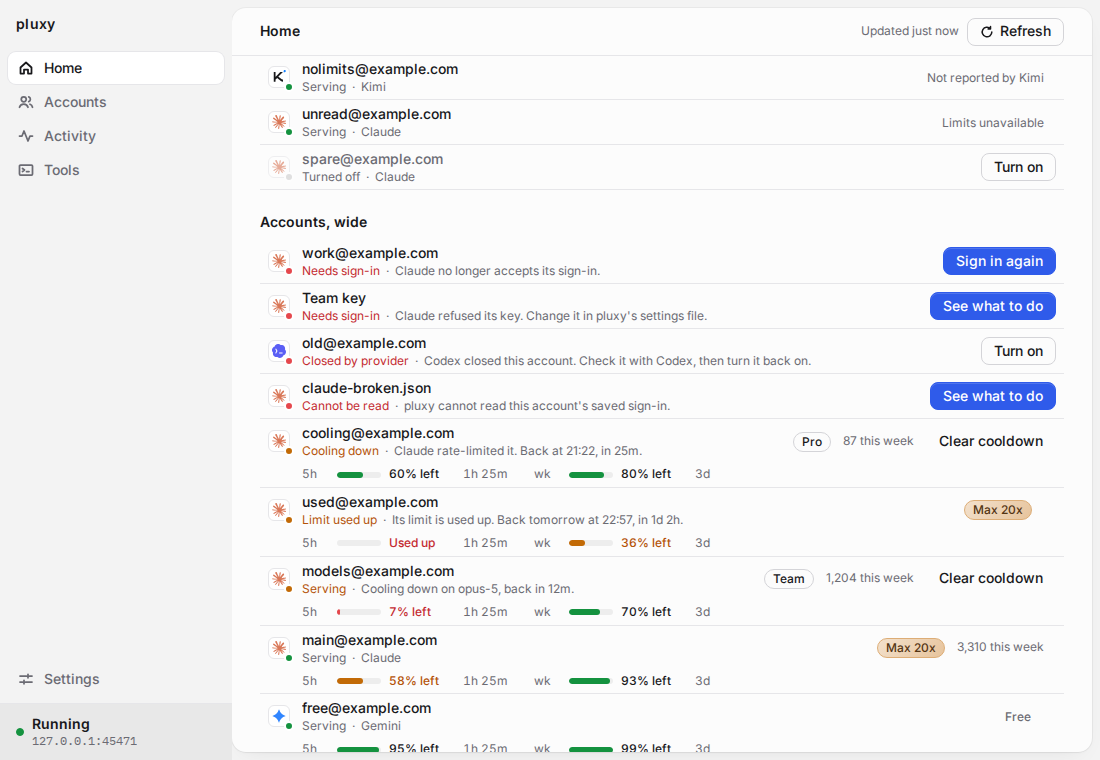 pluxy
Home
Accounts
Activity
Tools
Settings
Running
127.0.0.1:45471
Home
Updated just now
Refresh
nolimits@example.com
Serving · Kimi
Not reported by Kimi
unread@example.com
Serving · Claude
Limits unavailable
spare@example.com
Turned off · Claude
Turn on
Accounts, wide
work@example.com
Needs sign-in · Claude no longer accepts its sign-in.
Sign in again
Team key
Needs sign-in · Claude refused its key. Change it in pluxy's settings file.
See what to do
old@example.com
Closed by provider · Codex closed this account. Check it with Codex, then turn it back on.
Turn on
claude-broken.json
Cannot be read · pluxy cannot read this account's saved sign-in.
See what to do
cooling@example.com
Cooling down · Claude rate-limited it. Back at 21:22, in 25m.
Pro 87 this week Clear cooldown
5h 60% left 1h 25m wk 80% left 3d
used@example.com
Limit used up · Its limit is used up. Back tomorrow at 22:57, in 1d 2h.
Max 20x
5h Used up 1h 25m wk 36% left 3d
models@example.com
Serving · Cooling down on opus-5, back in 12m.
Team 1,204 this week Clear cooldown
5h 7% left 1h 25m wk 70% left 3d
main@example.com
Serving · Claude
Max 20x 3,310 this week
5h 58% left 1h 25m wk 93% left 3d
free@example.com
Serving · Gemini
Free
5h 95% left 1h 25m wk 99% left 3d